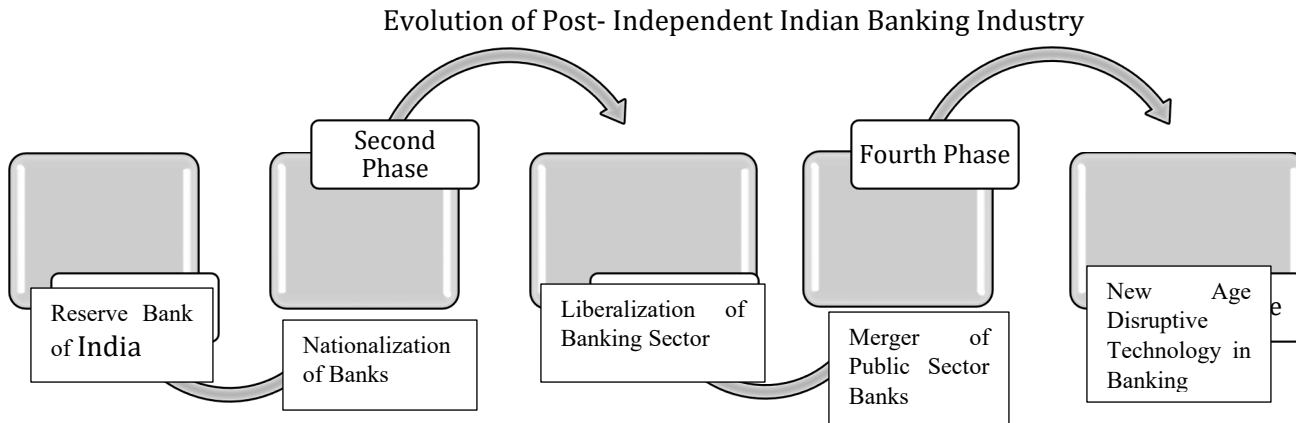 Evolution of Post- Independent Indian Banking Industry
Second
Phase
Fourth Phase
Reserve Bank
of India
Nationalization
of Banks
Liberalization of
Banking Sector
Merger of
Public Sector
Banks
New Age
Disruptive
Technology in
Banking